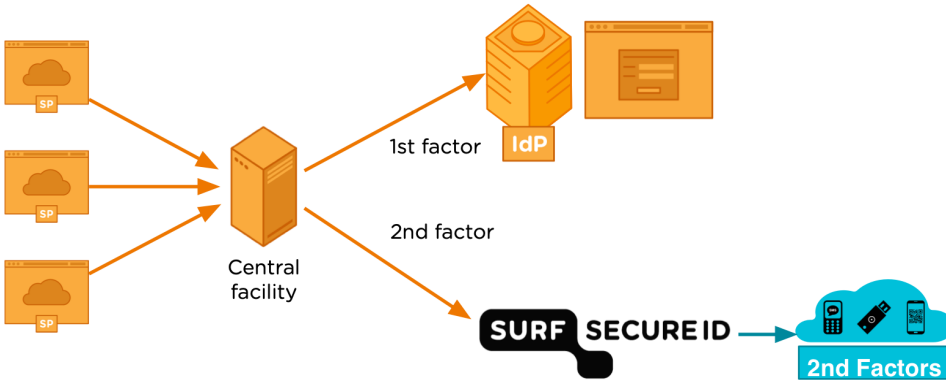 SP
SP
SP
Central
facility
1st factor
IdP
2nd factor
SURF SECURE ID
2nd Factors